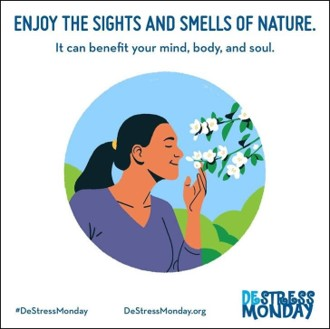 ENJOY THE SIGHTS AND SMELLS OF NATURE.
It can benefit your mind, body, and soul.
#DeStressMonday
DeStressMonday.org
DESTRESS
MONDAY